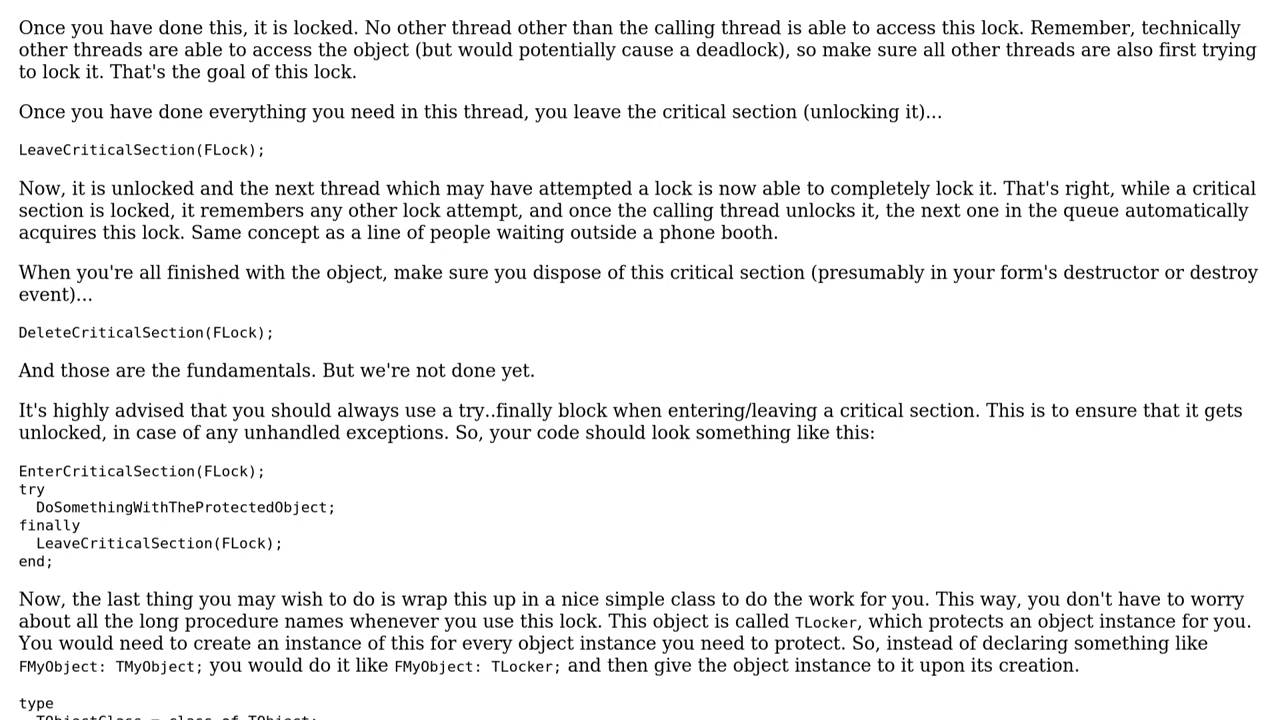 Once you have done this, it is locked. No other thread other than the calling thread is able to access this lock. Remember, technically
other threads are able to access the object (but would potentially cause a deadlock), so make sure all other threads are also first trying
to lock it. That's the goal of this lock.
Once you have done everything you need in this thread, you leave the critical section (unlocking it)...
LeaveCriticalSection(FLock);
Now, it is unlocked and the next thread which may have attempted a lock is now able to completely lock it. That's right, while a critical
section is locked, it remembers any other lock attempt, and once the calling thread unlocks it, the next one in the queue automatically
acquires this lock. Same concept as a line of people waiting outside a phone booth.
When you're all finished with the object, make sure you dispose of this critical section (presumably in your form's destructor or destroy
event)...
DeleteCriticalSection(FLock);
And those are the fundamentals. But we're not done yet.
It's highly advised that you should always use a try..finally block when entering/leaving a critical section. This is to ensure that it gets
unlocked, in case of any unhandled exceptions. So, your code should look something like this:
EnterCriticalSection(FLock);
try
  DoSomethingWithTheProtectedObject;
finally
  LeaveCriticalSection(FLock);
end;
Now, the last thing you may wish to do is wrap this up in a nice simple class to do the work for you. This way, you don't have to worry
about all the long procedure names whenever you use this lock. This object is called TLocker, which protects an object instance for you.
You would need to create an instance of this for every object instance you need to protect. So, instead of declaring something like
FMyObject: TMyObject; you would do it like FMyObject: TLocker; and then give the object instance to it upon its creation.
type
  TObjectClass = class of TObject;